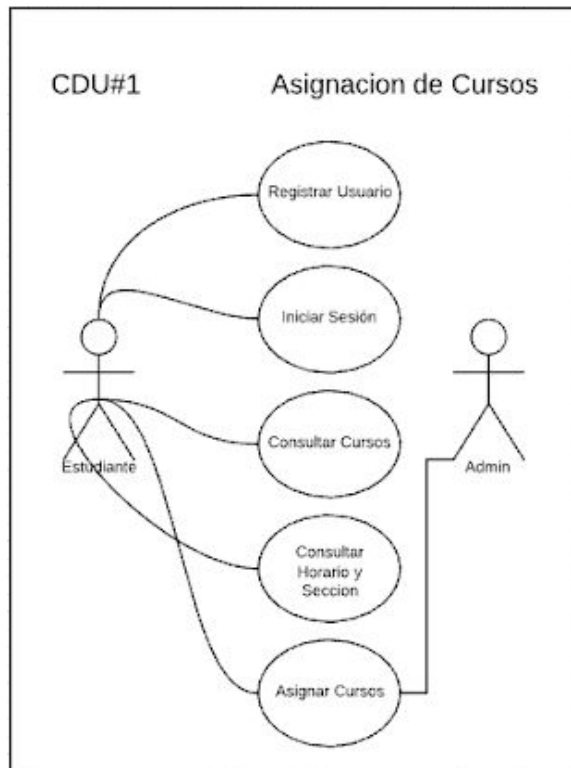 CDU#1
Asignacion de Cursos
Registrar Usuario
Iniciar Sesión
Estudiante
Consultar Cursos
Admin
Consultar
Horario y
Seccion
Asignar Cursos